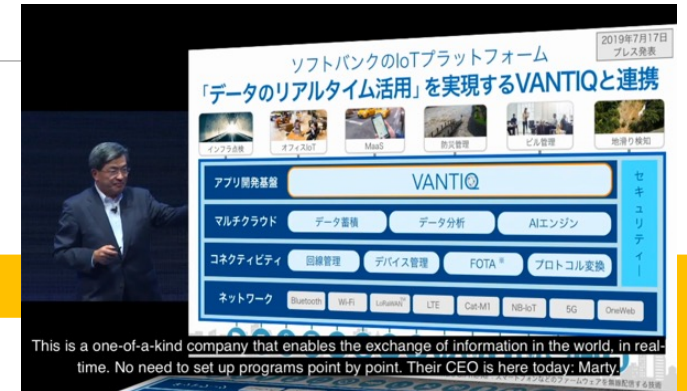 2019年7月17日
プレス発表
ソフトバンクのIoTプラットフォーム
「データのリアルタイム活用」を実現するVANTIQと連携
インフラ点検
オフィスIoT
MaaS
防災管理
ビル管理
地滑り検知
アプリ開発基盤
VANTIQ
セキュリティー
マルチクラウド
データ蓄積
データ分析
AIエンジン
コネクティビティ
回線管理
デバイス管理
FOTA※
プロトコル変換
ネットワーク
Bluetooth
Wi-Fi
LoRaWAN™
LTE
Cat-M1
NB-IoT
5G
OneWeb
This is a one-of-a-kind company that enables the exchange of information in the world, in real-
time. No need to set up programs point by point. Their CEO is here today: Marty.